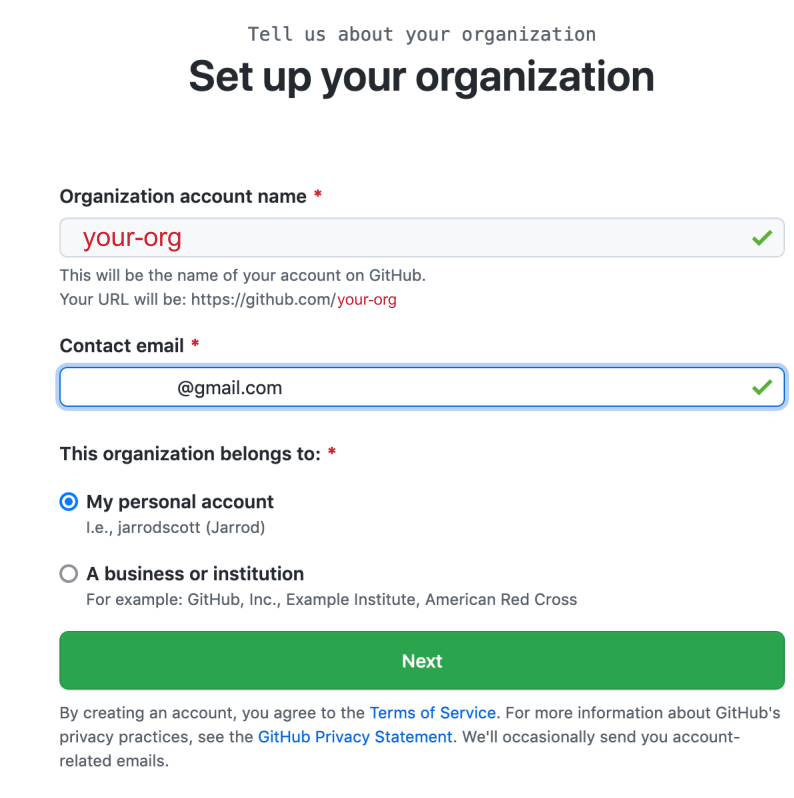 Tell us about your organization
Set up your organization
Organization account name *
your-org
This will be the name of your account on GitHub.
Your URL will be: https://github.com/your-org
Contact email *
@gmail.com
This organization belongs to: *
My personal account
I.e., jarrodscott (Jarrod)
A business or institution
For example: GitHub, Inc., Example Institute, American Red Cross
Next
By creating an account, you agree to the Terms of Service. For more information about GitHub's
privacy practices, see the GitHub Privacy Statement. We'll occasionally send you account-
related emails.